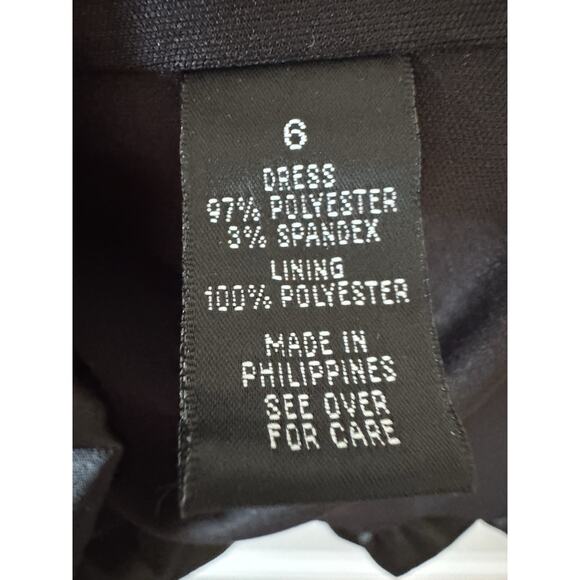 6
DRESS
97% POLYESTER
3% SPANDEX
LINING
100% POLYESTER
MADE IN
PHILIPPINES
SEE OVER
FOR CARE